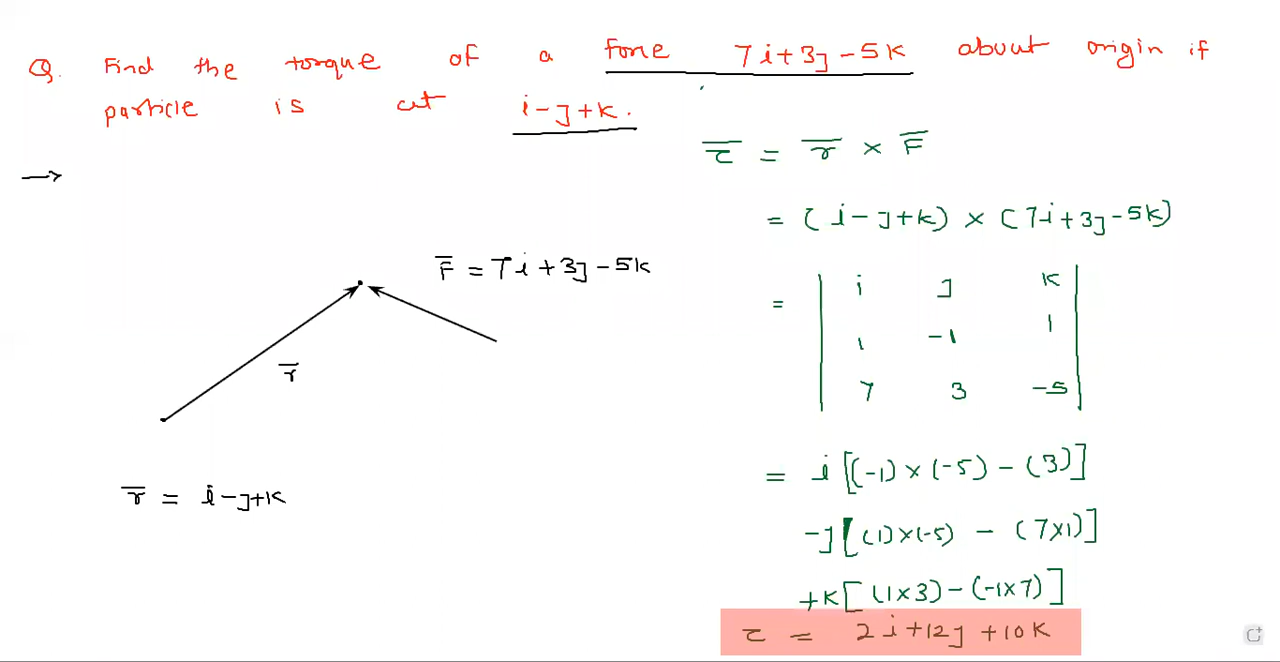 Q. Find the torque of a Force 7i+3j-5k about origin if
particle is at i-j+k.
→
τ̅ = r̅ × F̅
= (i-j+k) × (7i+3j-5k)
F̅ = 7i+3j-5k
r̅
r̅ = i-j+k
= | i j k |
| 1 -1 1 |
| 7 3 -5 |
= i[(-1)×(-5) - (3)]
-j[(1)×(-5) - (7×1)]
+k[(1×3)-(-1×7)]
τ = 2i+12j+10k